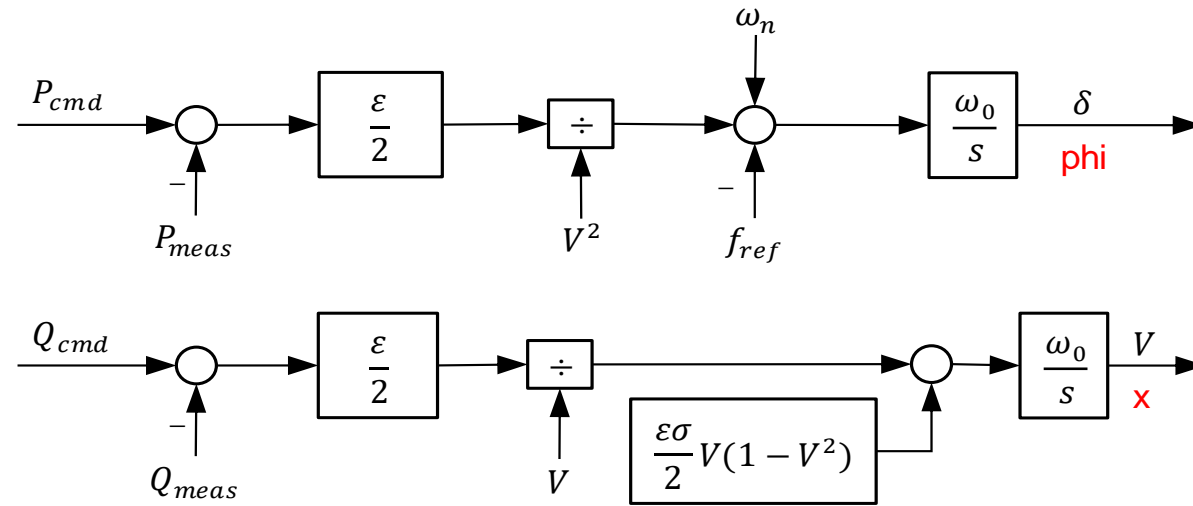 ω_n
P_cmd
ε/2
÷
ω_0/s
δ
phi
−
−
P_meas
V^2
f_ref
Q_cmd
ε/2
÷
ω_0/s
V
x
−
εσ/2 V(1 − V^2)
Q_meas
V